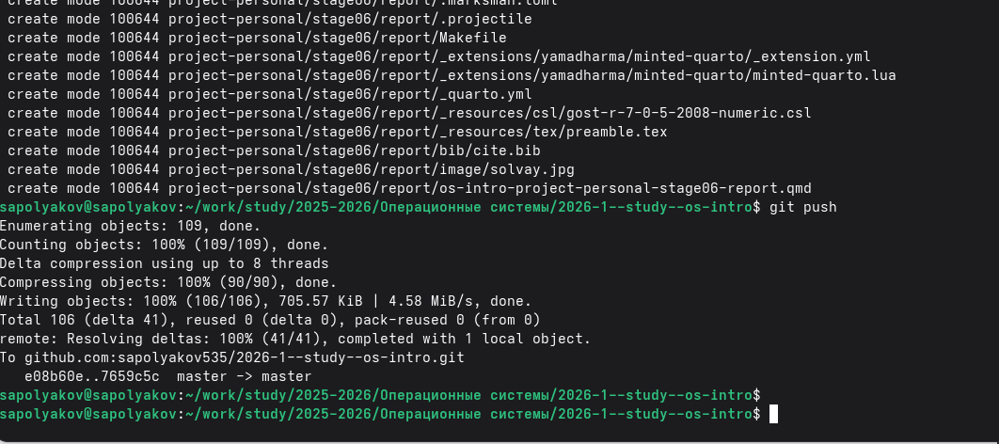 create mode 100644 project-personal/stage06/report/.marksman.toml
create mode 100644 project-personal/stage06/report/.projectile
create mode 100644 project-personal/stage06/report/Makefile
create mode 100644 project-personal/stage06/report/_extensions/yamadharma/minted-quarto/_extension.yml
create mode 100644 project-personal/stage06/report/_extensions/yamadharma/minted-quarto/minted-quarto.lua
create mode 100644 project-personal/stage06/report/_quarto.yml
create mode 100644 project-personal/stage06/report/_resources/csl/gost-r-7-0-5-2008-numeric.csl
create mode 100644 project-personal/stage06/report/_resources/tex/preamble.tex
create mode 100644 project-personal/stage06/report/bib/cite.bib
create mode 100644 project-personal/stage06/report/image/solvay.jpg
create mode 100644 project-personal/stage06/report/os-intro-project-personal-stage06-report.qmd
sapolyakov@sapolyakov:~/work/study/2025-2026/Операционные системы/2026-1--study--os-intro$ git push
Enumerating objects: 109, done.
Counting objects: 100% (109/109), done.
Delta compression using up to 8 threads
Compressing objects: 100% (90/90), done.
Writing objects: 100% (106/106), 705.57 KiB | 4.58 MiB/s, done.
Total 106 (delta 41), reused 0 (delta 0), pack-reused 0 (from 0)
remote: Resolving deltas: 100% (41/41), completed with 1 local object.
To github.com:sapolyakov535/2026-1--study--os-intro.git
   e08b60e..7659c5c  master -> master
sapolyakov@sapolyakov:~/work/study/2025-2026/Операционные системы/2026-1--study--os-intro$
sapolyakov@sapolyakov:~/work/study/2025-2026/Операционные системы/2026-1--study--os-intro$